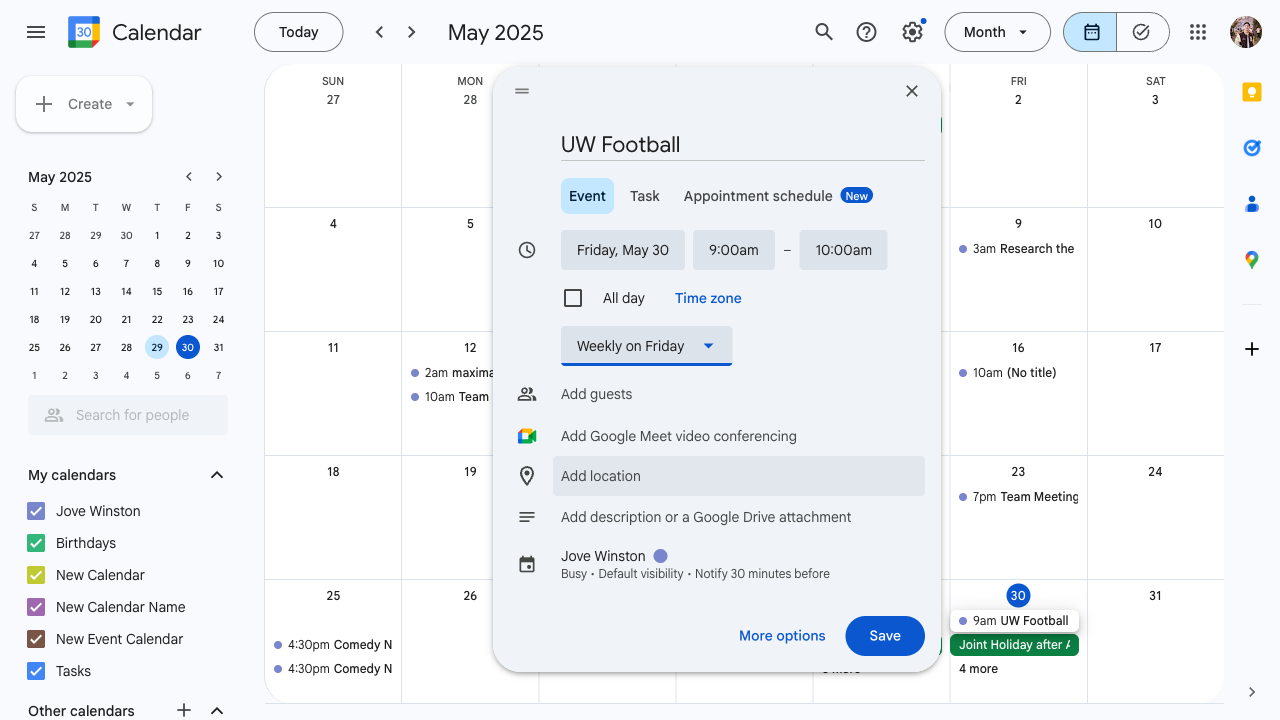 Calendar
Today
May 2025
Month
Create
May 2025
S M T W T F S
27 28 29 30 1 2 3
4 5 6 7 8 9 10
11 12 13 14 15 16 17
18 19 20 21 22 23 24
25 26 27 28 29 30 31
1 2 3 4 5 6 7
Search for people
My calendars
Jove Winston
Birthdays
New Calendar
New Calendar Name
New Event Calendar
Tasks
Other calendars
SUN MON FRI SAT
27 28 2 3
4 5 9 10
3am Research the
11 12 16 17
2am maxima
10am (No title)
10am Team
18 19 23 24
7pm Team Meeting
25 26 30 31
9am UW Football
4:30pm Comedy N
Joint Holiday after
4:30pm Comedy N
4 more
UW Football
Event Task Appointment schedule New
Friday, May 30 9:00am – 10:00am
All day Time zone
Weekly on Friday
Add guests
Add Google Meet video conferencing
Add location
Add description or a Google Drive attachment
Jove Winston
Busy • Default visibility • Notify 30 minutes before
More options Save